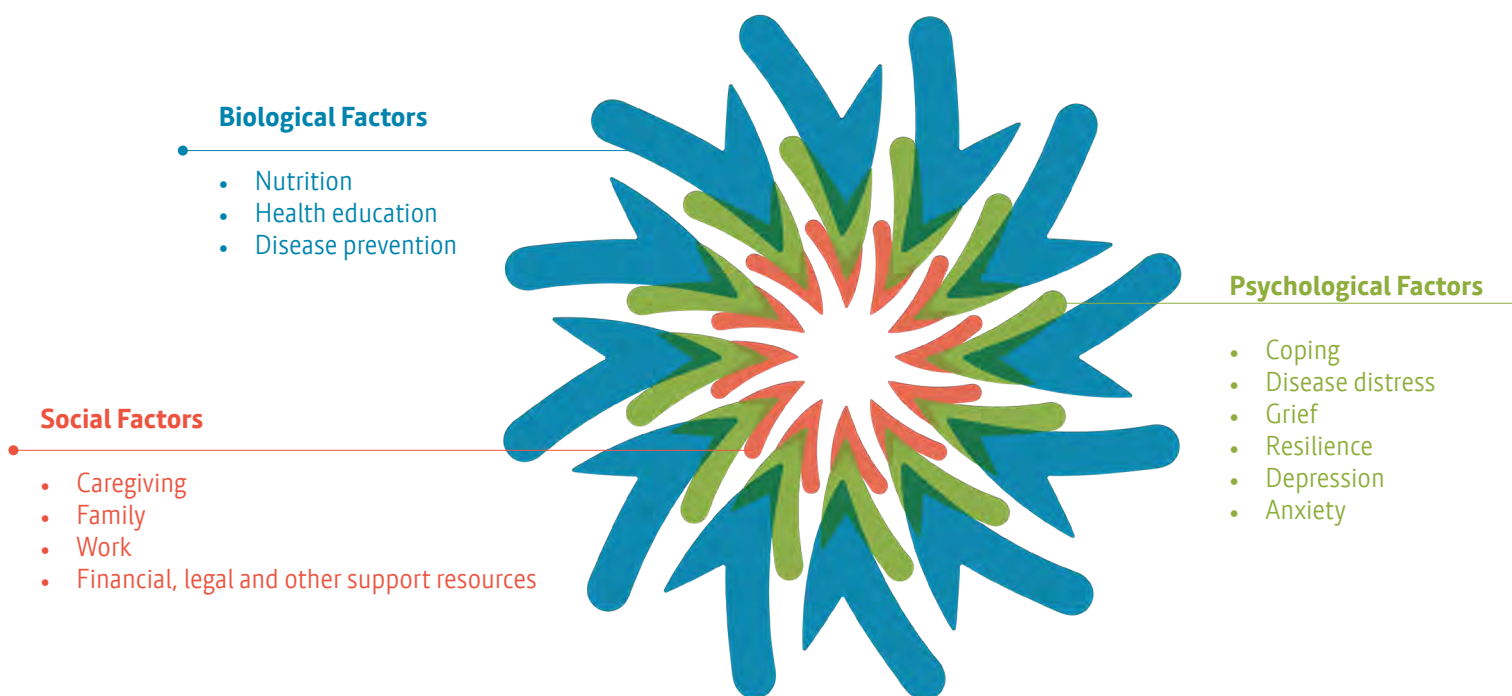 Biological Factors
• Nutrition
• Health education
• Disease prevention
Psychological Factors
• Coping
• Disease distress
• Grief
• Resilience
• Depression
• Anxiety
Social Factors
• Caregiving
• Family
• Work
• Financial, legal and other support resources